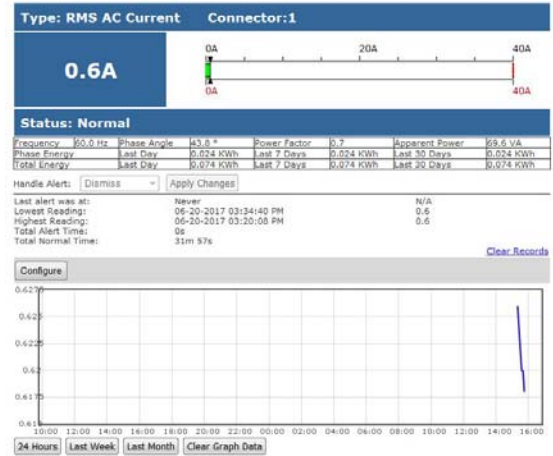 Type: RMS AC Current Connector:1
0.6A
0A 20A 40A
0A 40A
Status: Normal
Frequency 60.0 Hz Phase Angle 43.8 ° Power Factor 0.7 Apparent Power 69.6 VA
Phase Energy Last Day 0.024 KWh Last 7 Days 0.024 KWh Last 30 Days 0.024 KWh
Total Energy Last Day 0.074 KWh Last 7 Days 0.074 KWh Last 30 Days 0.074 KWh
Handle Alert: Dismiss Apply Changes
Last alert was at: Never N/A
Lowest Reading: 06-20-2017 03:34:40 PM 0.6
Highest Reading: 06-20-2017 03:20:08 PM 0.6
Total Alert Time: 0s
Total Normal Time: 31m 57s
Clear Records
Configure
0.6275
0.625
0.6225
0.62
0.6175
0.615
10:00 12:00 14:00 16:00 18:00 20:00 22:00 00:00 02:00 04:00 06:00 08:00 10:00 12:00 14:00 16:00
24 Hours Last Week Last Month Clear Graph Data